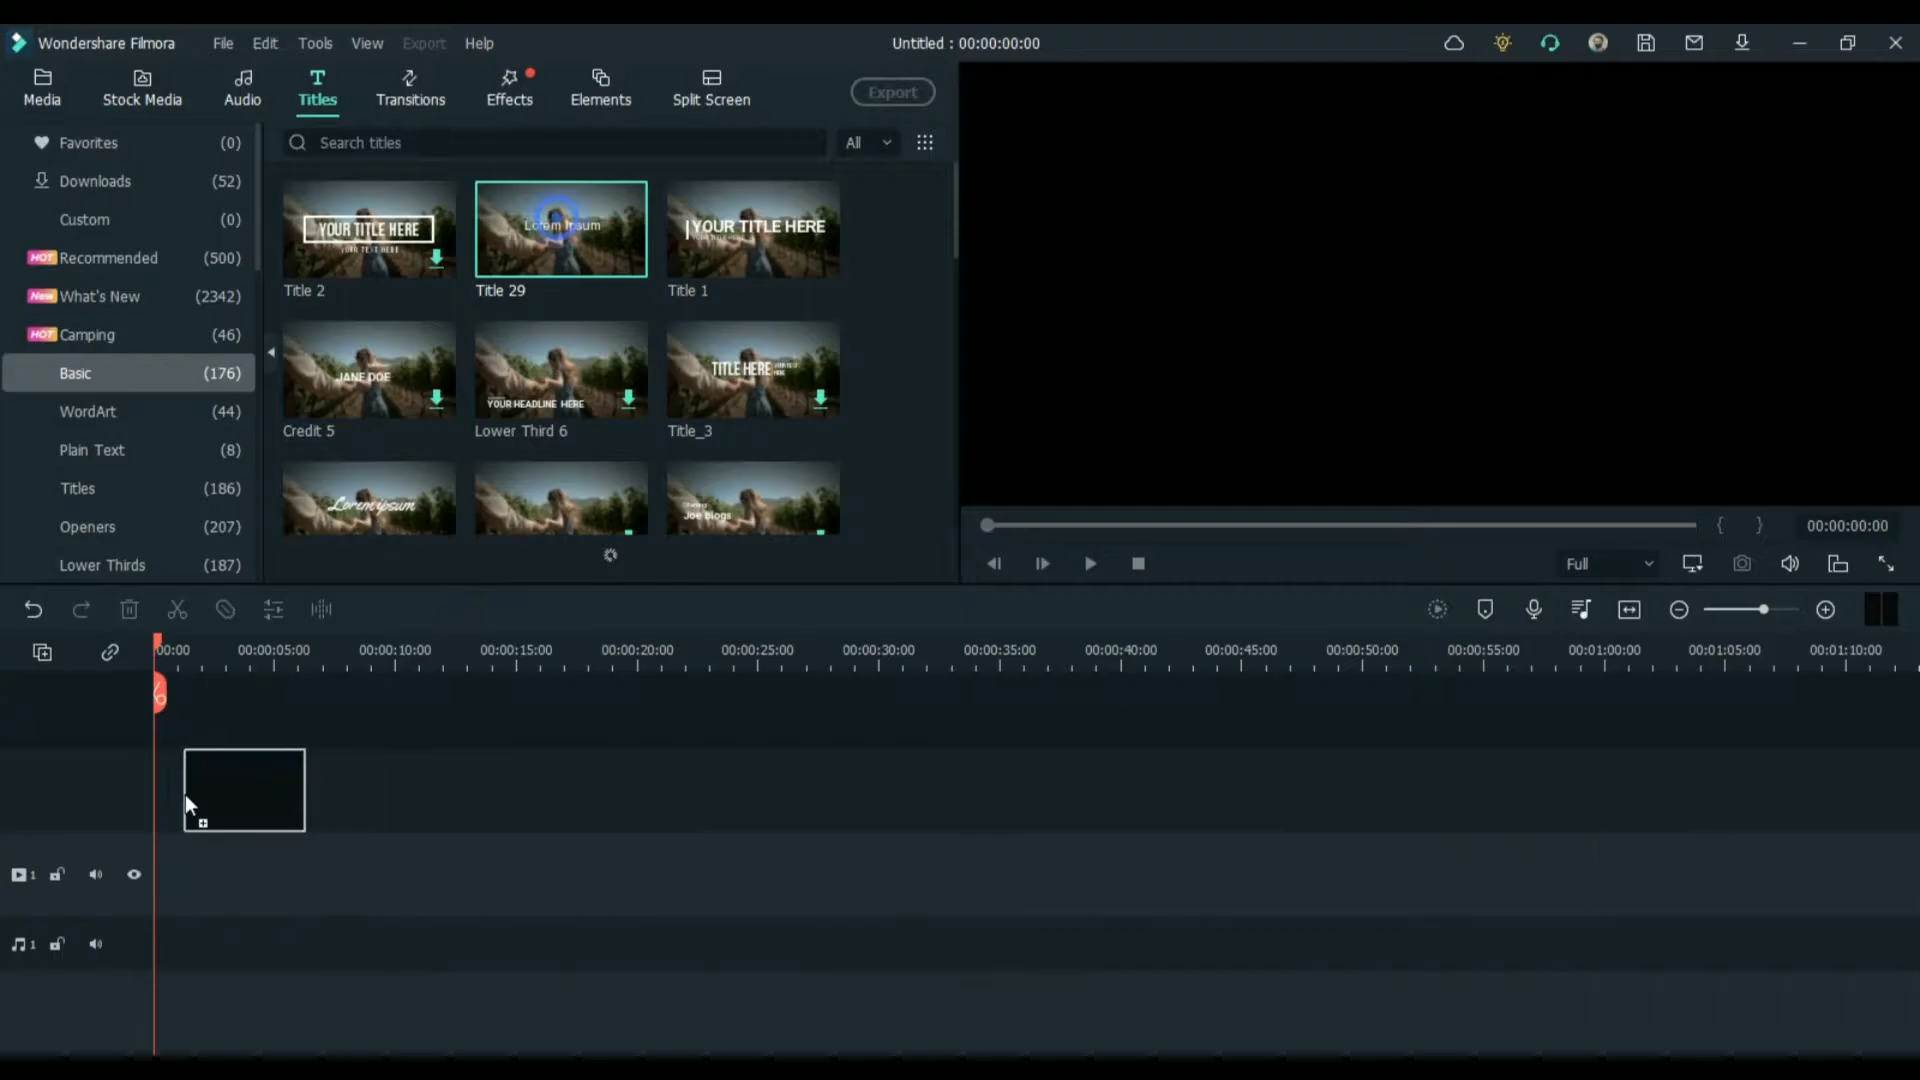 Wondershare Filmora
File
Edit
Tools
View
Export
Help
Untitled : 00:00:00:00
Media
Stock Media
Audio
Titles
Transitions
Effects
Elements
Split Screen
Export
Favorites (0)
Downloads (52)
Custom (0)
HOT Recommended (500)
New What's New (2342)
HOT Camping (46)
Basic (176)
WordArt (44)
Plain Text (8)
Titles (186)
Openers (207)
Lower Thirds (187)
Search titles
All
YOUR TITLE HERE
YOUR TEXT HERE
Title 2
Lorem Ipsum
Title 29
YOUR TITLE HERE
Title 1
JANE DOE
Credit 5
YOUR HEADLINE HERE
Lower Third 6
TITLE HERE
Title_3
Lorem ipsum
Joe Blogs
{ }
00:00:00:00
Full
00:00
00:00:05:00
00:00:10:00
00:00:15:00
00:00:20:00
00:00:25:00
00:00:30:00
00:00:35:00
00:00:40:00
00:00:45:00
00:00:50:00
00:00:55:00
00:01:00:00
00:01:05:00
00:01:10:00
1
1